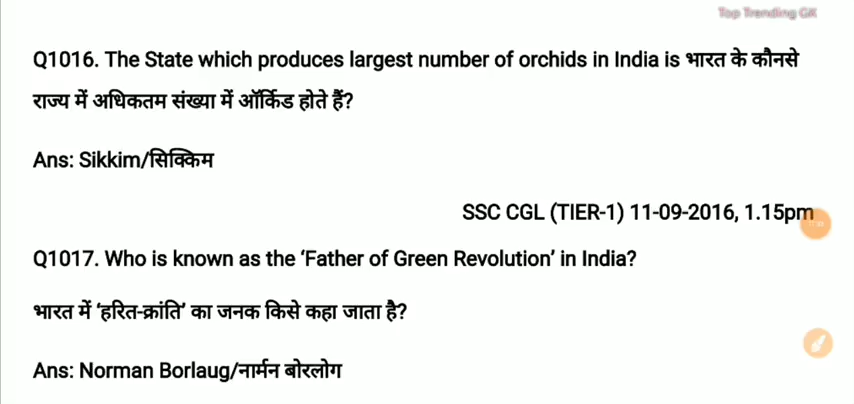 Top Trending GK
Q1016. The State which produces largest number of orchids in India is भारत के कौनसे
राज्य में अधिकतम संख्या में ऑर्किड होते हैं?
Ans: Sikkim/सिक्किम
SSC CGL (TIER-1) 11-09-2016, 1.15pm
Q1017. Who is known as the ‘Father of Green Revolution’ in India?
भारत में ‘हरित-क्रांति’ का जनक किसे कहा जाता है?
Ans: Norman Borlaug/नार्मन बोरलोग